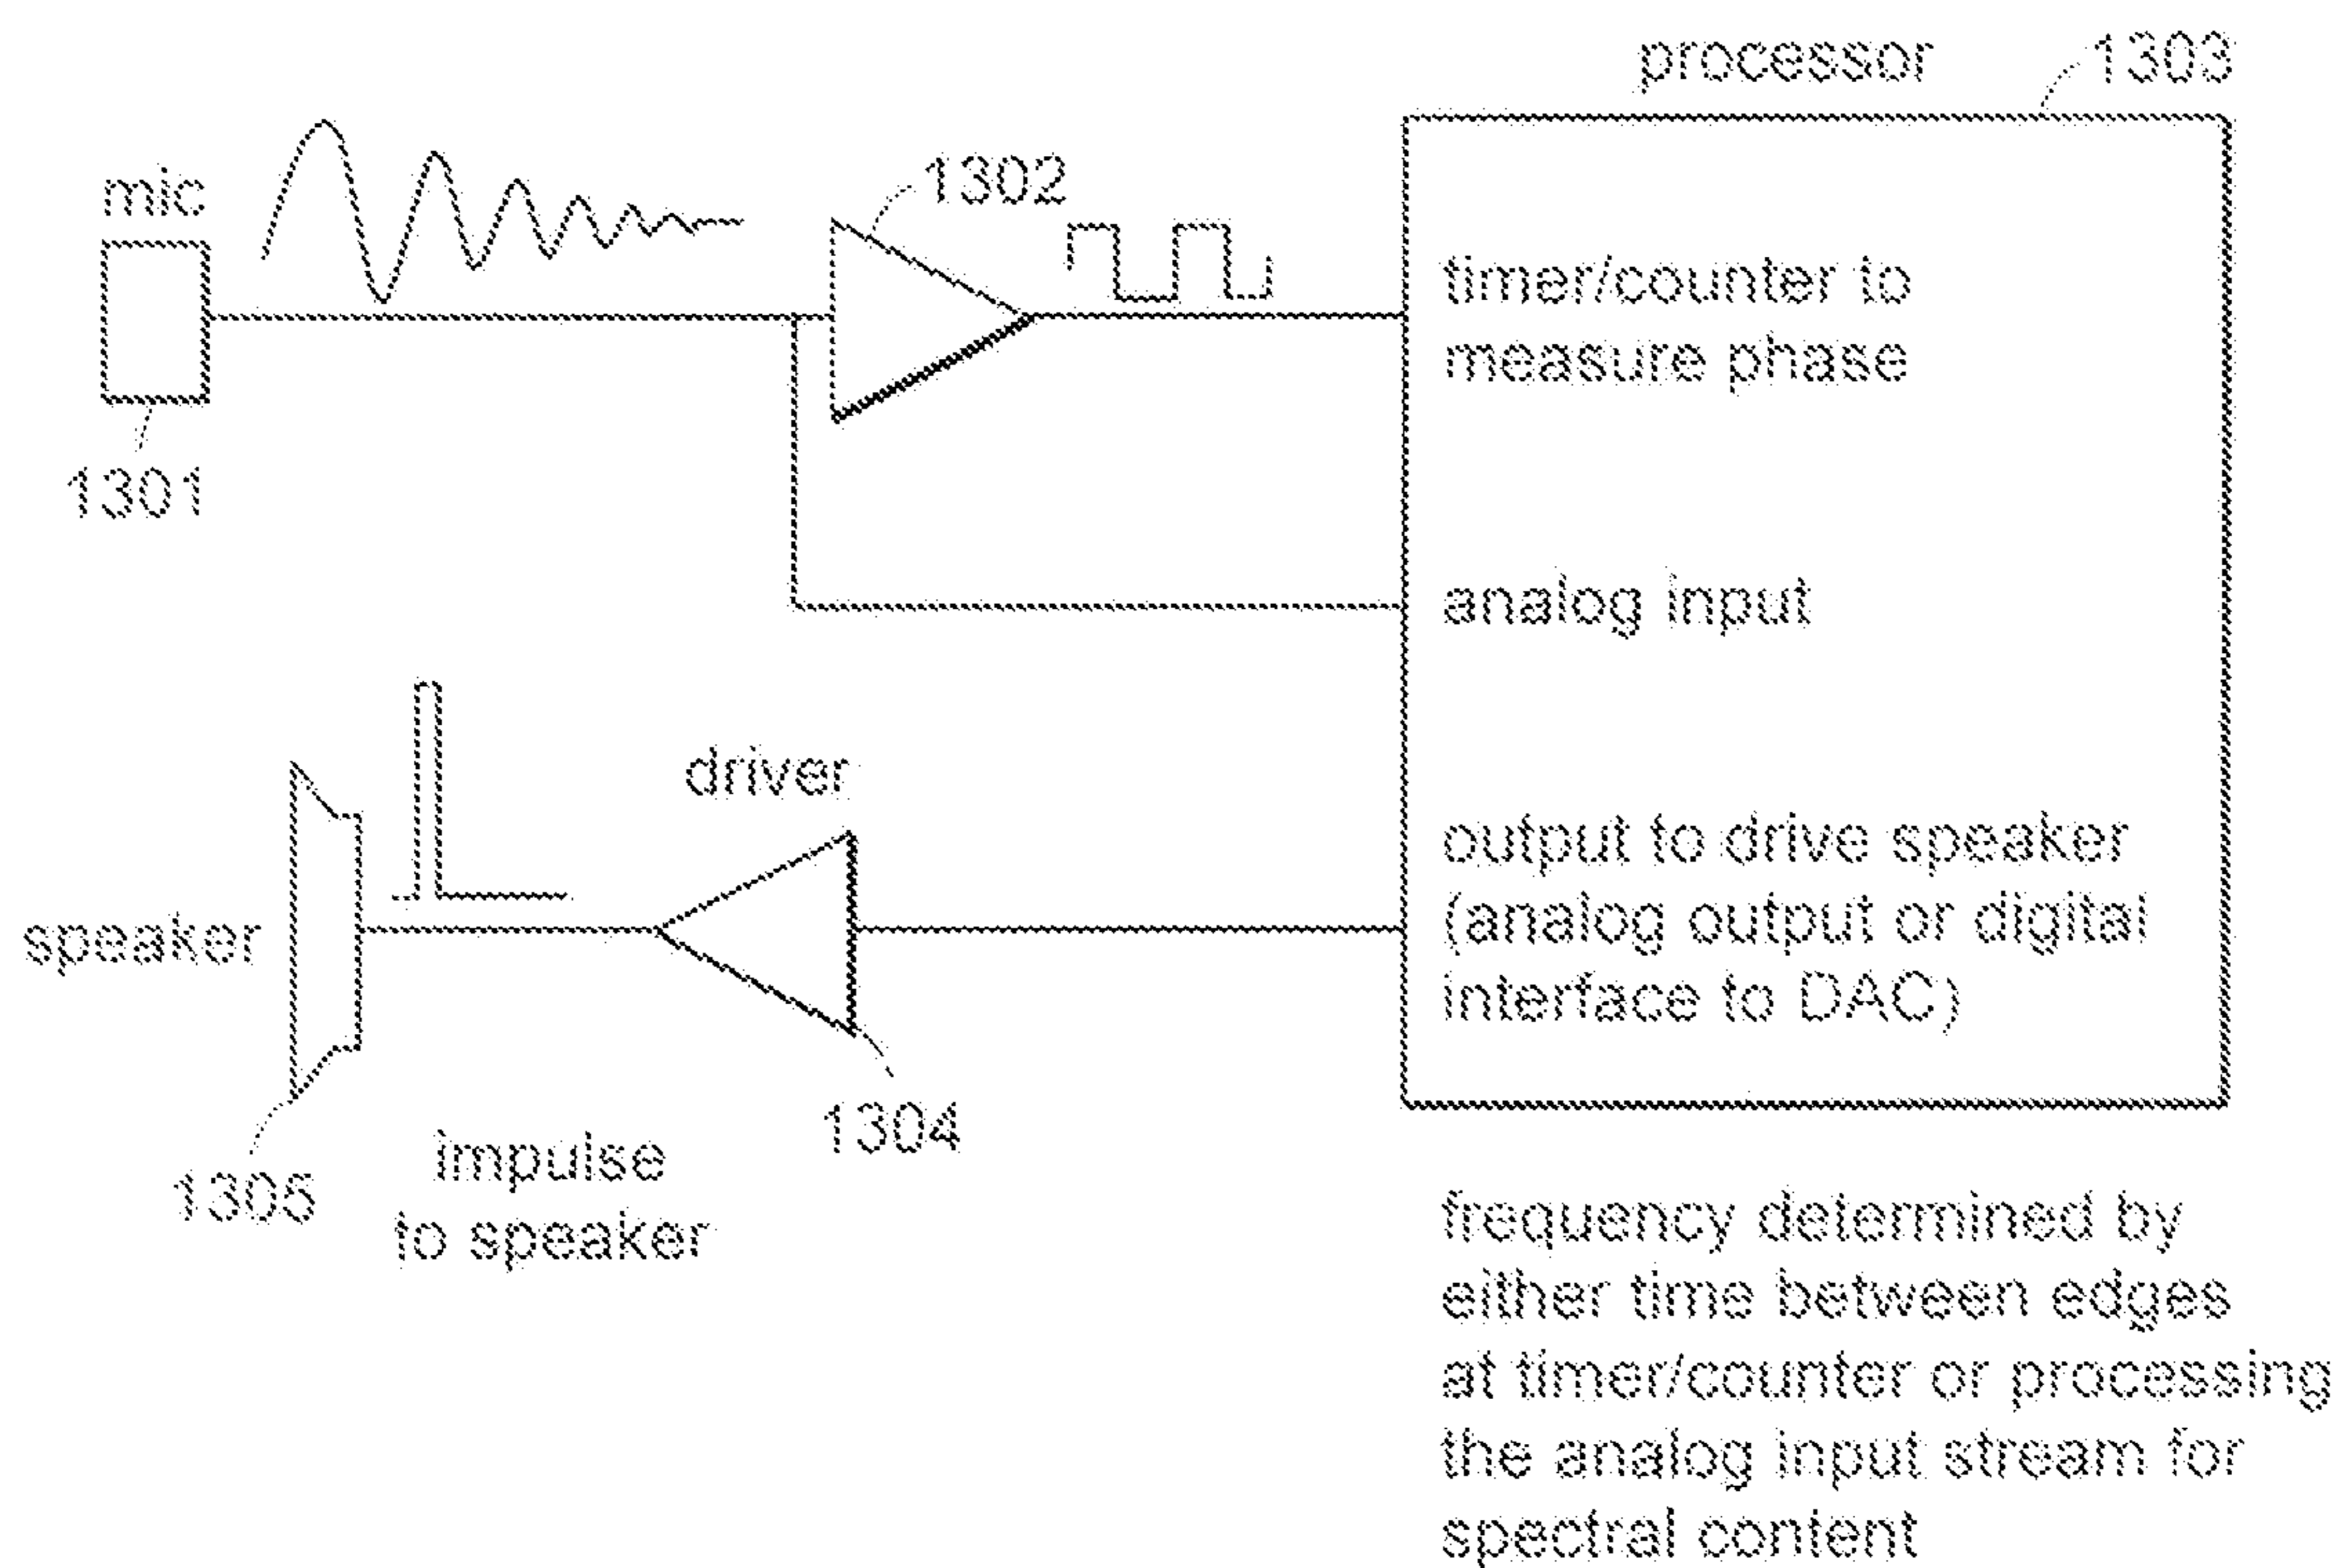 processor
1303
mic
1302
1301
timer/counter to
measure phase
analog input
driver
speaker
output to drive speaker
(analog output or digital
interface to DAC)
1304
1305
impulse
to speaker
frequency determined by
either time between edges
at timer/counter or processing
the analog input stream for
spectral content